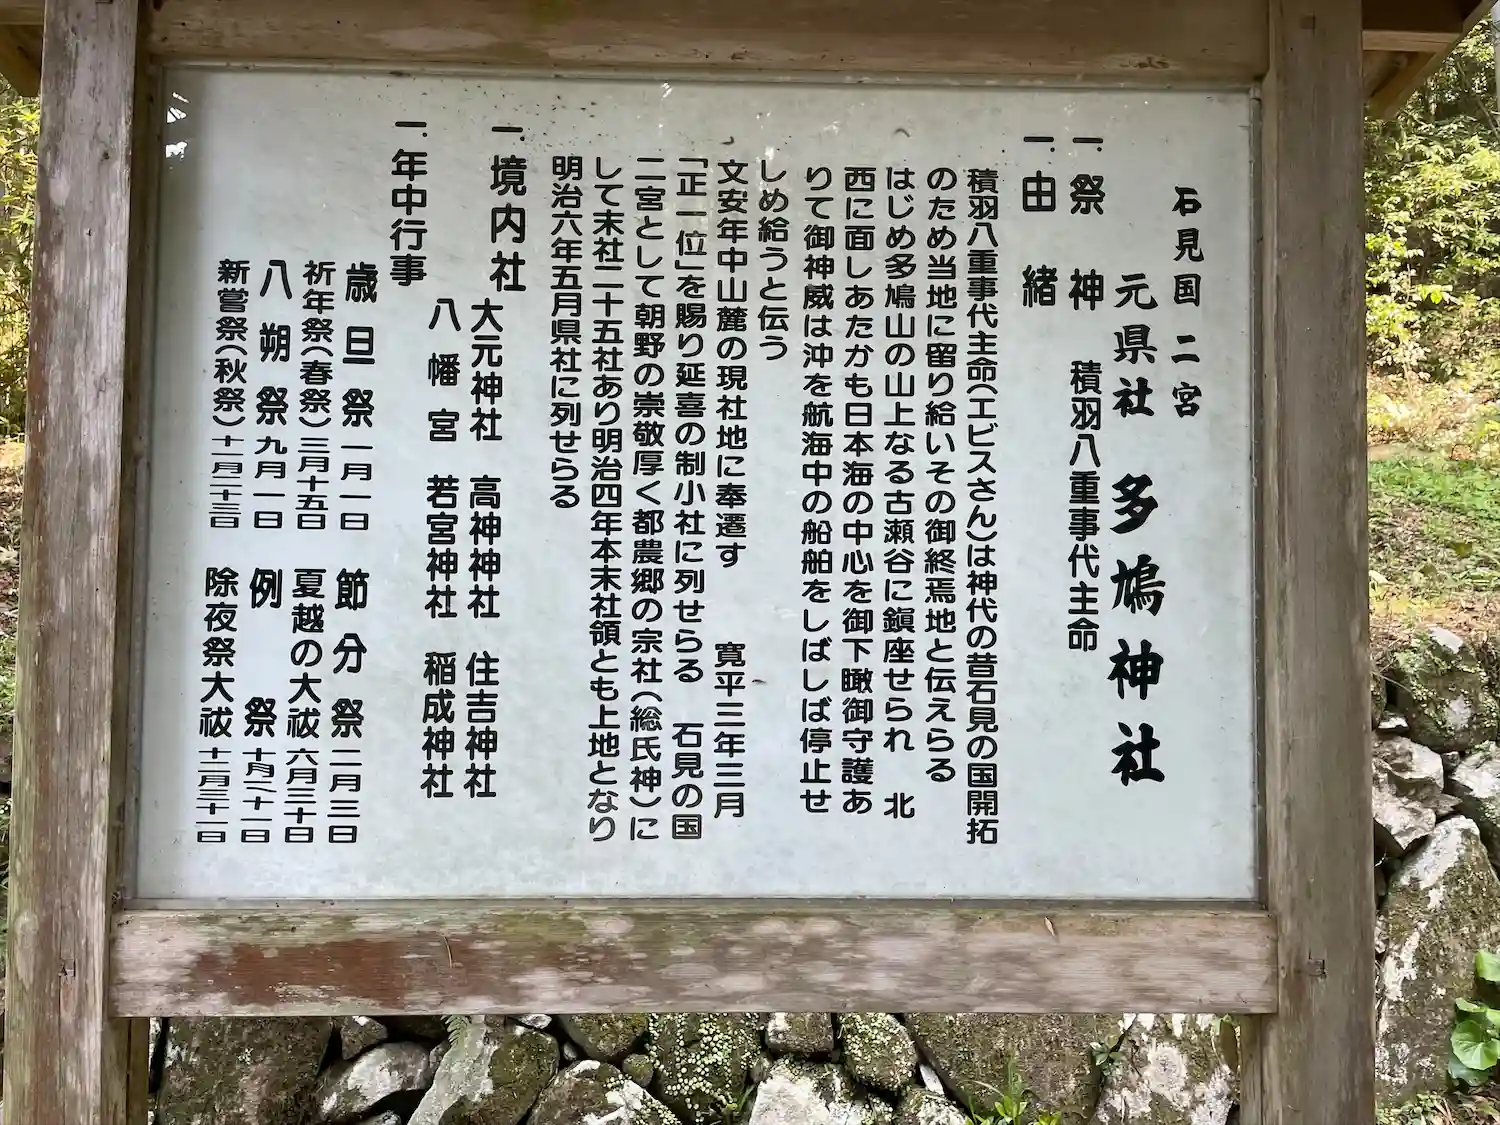 石見国二宮
元県社 多鳩神社
一.祭神 積羽八重事代主命
一.由緒
積羽八重事代主命(エビスさん)は神代の昔石見の国開拓
のため当地に留り給いその御終焉地と伝えらる
はじめ多鳩山の山上なる古瀬谷に鎭座せられ 北
西に面しあたかも日本海の中心を御下瞰御守護あ
りて御神威は沖を航海中の船舶をしばしば停止せ
しめ給うと伝う
文安年中山麓の現社地に奉遷す 寛平三年三月
「正一位」を賜り延喜の制小社に列せらる 石見の国
二宮として朝野の崇敬厚く都農郷の宗社(総氏神)に
して末社二十五社あり明治四年本末社領とも上地となり
明治六年五月県社に列せらる
一.境内社
大元神社 高神神社 住吉神社
八幡宮 若宮神社 稲成神社
一.年中行事
歳旦祭 一月一日 節分祭 二月三日
祈年祭(春祭) 三月十五日 夏越の大祓 六月三十日
八朔祭 九月一日 例祭 十月二十一日
新嘗祭(秋祭) 十一月二十三日 除夜祭大祓 十二月三十一日